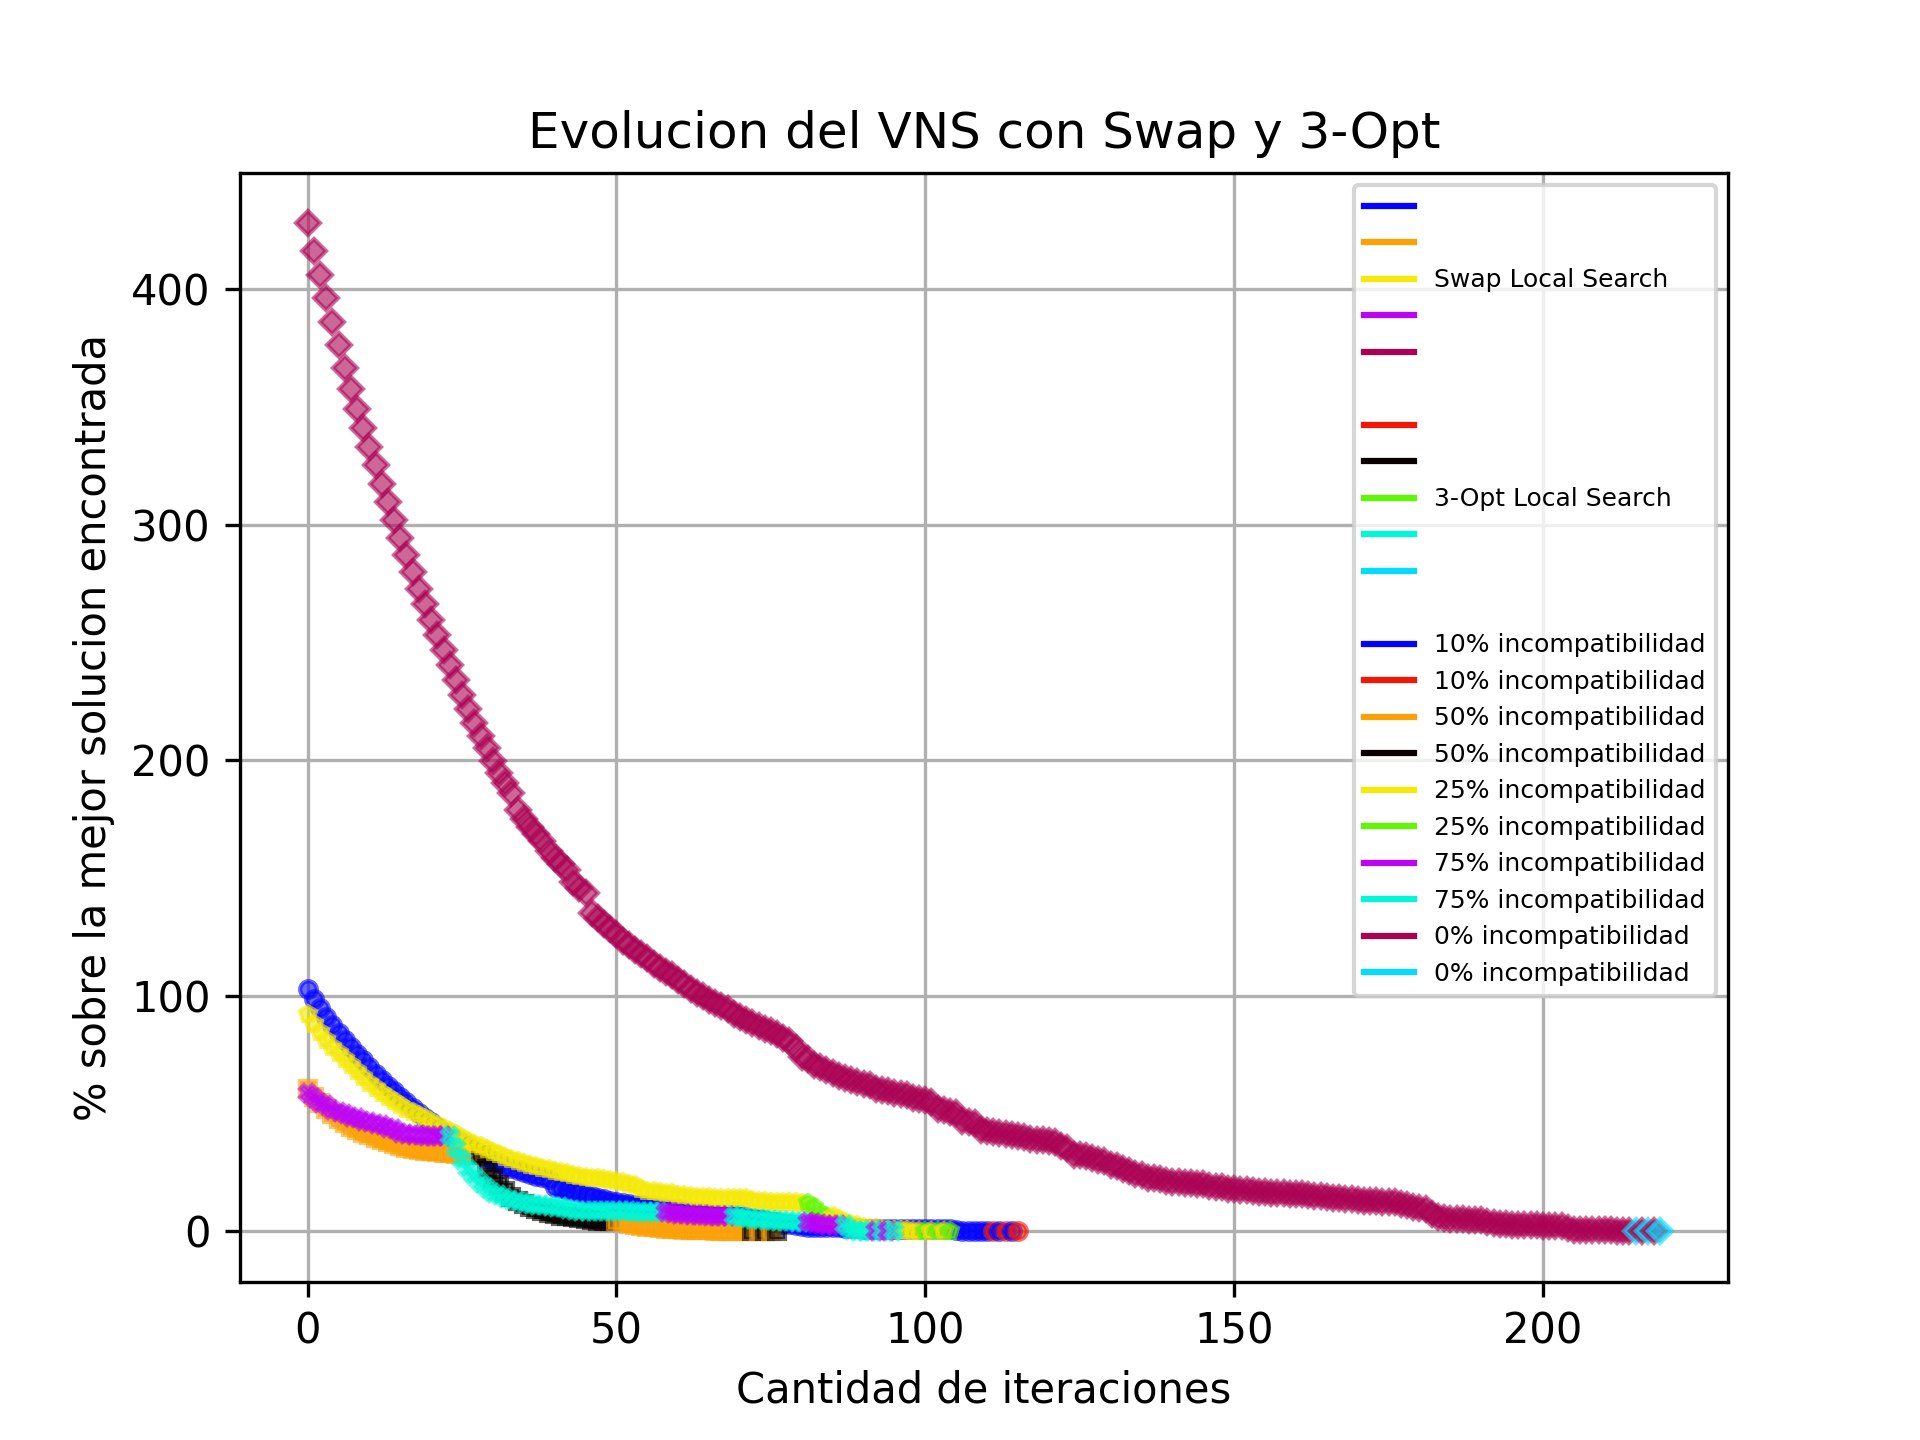 Evolucion del VNS con Swap y 3-Opt
% sobre la mejor solucion encontrada
400
300
200
100
0
Swap Local Search
3-Opt Local Search
10% incompatibilidad
10% incompatibilidad
50% incompatibilidad
50% incompatibilidad
25% incompatibilidad
25% incompatibilidad
75% incompatibilidad
75% incompatibilidad
0% incompatibilidad
0% incompatibilidad
0 50 100 150 200
Cantidad de iteraciones